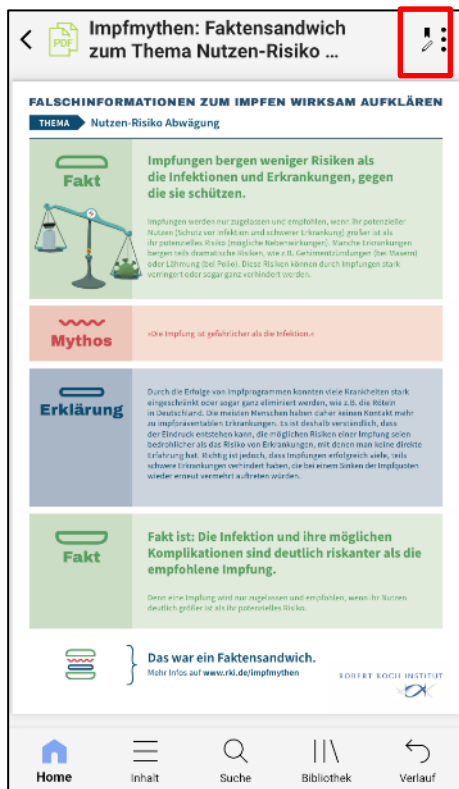 Impfmythen: Faktensandwich
zum Thema Nutzen-Risiko ...
PDF
FALSCHINFORMATIONEN ZUM IMPFEN WIRKSAM AUFKLÄREN
THEMA Nutzen-Risiko Abwägung
Fakt
Impfungen bergen weniger Risiken als
die Infektionen und Erkrankungen, gegen
die sie schützen.
Impfungen werden nur zugelassen und empfohlen, wenn ihr potenzieller
Nutzen (Schutz vor Infektion und schwerer Erkrankung) größer ist als
ihr potenzielles Risiko (mögliche Nebenwirkungen). Manche Erkrankungen
bergen teils dramatische Risiken, wie z.B. Gehirnentzündungen (bei Masern)
oder Lähmung (bei Polio). Diese Risiken können durch Impfungen stark
verringert oder sogar ganz verhindert werden.
Mythos
»Die Impfung ist gefährlicher als die Infektion.«
Erklärung
Durch die Erfolge von Impfprogrammen konnten viele Krankheiten stark
eingeschränkt oder sogar ganz eliminiert werden, wie z.B. die Röteln
in Deutschland. Die meisten Menschen haben daher keinen Kontakt mehr
zu impfpräventablen Erkrankungen. Es ist deshalb verständlich, dass
der Eindruck entstehen kann, die möglichen Risiken einer Impfung seien
bedrohlicher als das Risiko von Erkrankungen, mit denen man keine direkte
Erfahrung hat. Richtig ist jedoch, dass Impfungen erfolgreich viele, teils
schwere Erkrankungen verhindert haben, die bei einem Sinken der Impfquoten
wieder erneut vermehrt auftreten würden.
Fakt
Fakt ist: Die Infektion und ihre möglichen
Komplikationen sind deutlich riskanter als die
empfohlene Impfung.
Denn eine Impfung wird nur zugelassen und empfohlen, wenn ihr Nutzen
deutlich größer ist als ihr potenzielles Risiko.
Das war ein Faktensandwich.
Mehr Infos auf www.rki.de/impfmythen
ROBERT KOCH INSTITUT
Home
Inhalt
Suche
Bibliothek
Verlauf